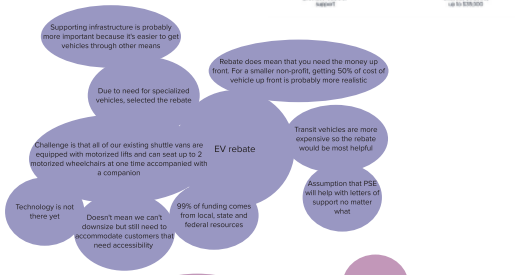 support
up to $39,000
Supporting infrastructure is probably
more important because it's easier to get
vehicles through other means
Rebate does mean that you need the money up
front. For a smaller non-profit, getting 50% of cost of
vehicle up front is probably more realistic
Due to need for specialized
vehicles, selected the rebate
Transit vehicles are more
expensive so the rebate
would be most helpful
EV rebate
Challenge is that all of our existing shuttle vans are
equipped with motorized lifts and can seat up to 2
motorized wheelchairs at one time accompanied with
a companion
Assumption that PSE
will help with letters of
support no matter
what
Technology is not
there yet
99% of funding comes
from local, state and
federal resources
Doesn't mean we can't
downsize but still need to
accommodate customers that
need accessibility